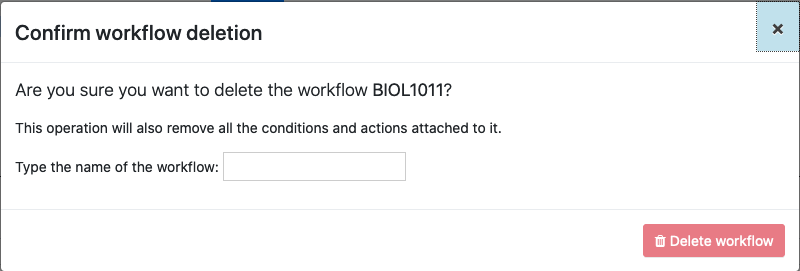 Confirm workflow deletion
×
Are you sure you want to delete the workflow BIOL1011?
This operation will also remove all the conditions and actions attached to it.
Type the name of the workflow:
Delete workflow